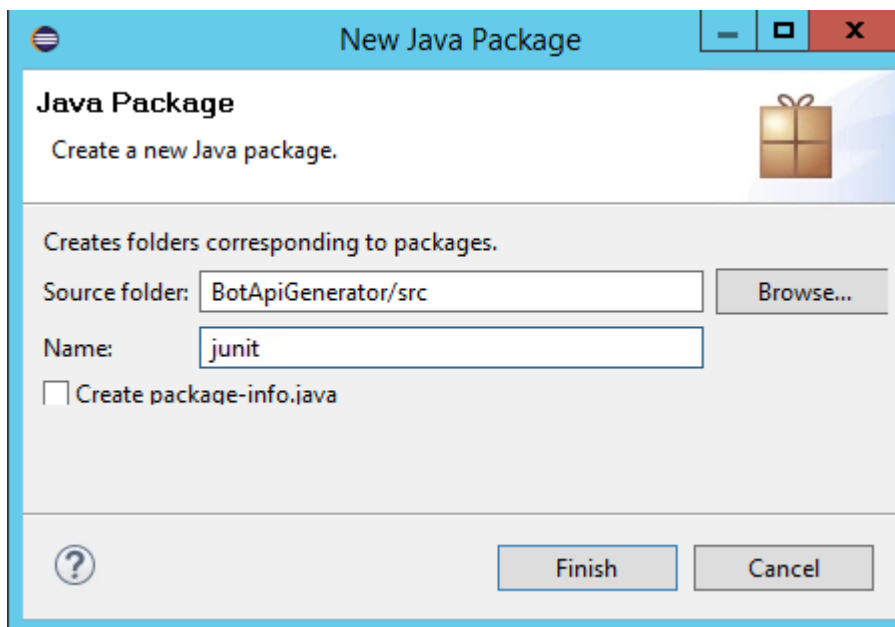 New Java Package
Java Package
Create a new Java package.
Creates folders corresponding to packages.
Source folder: BotApiGenerator/src Browse...
Name: junit
Create package-info.java
Finish Cancel